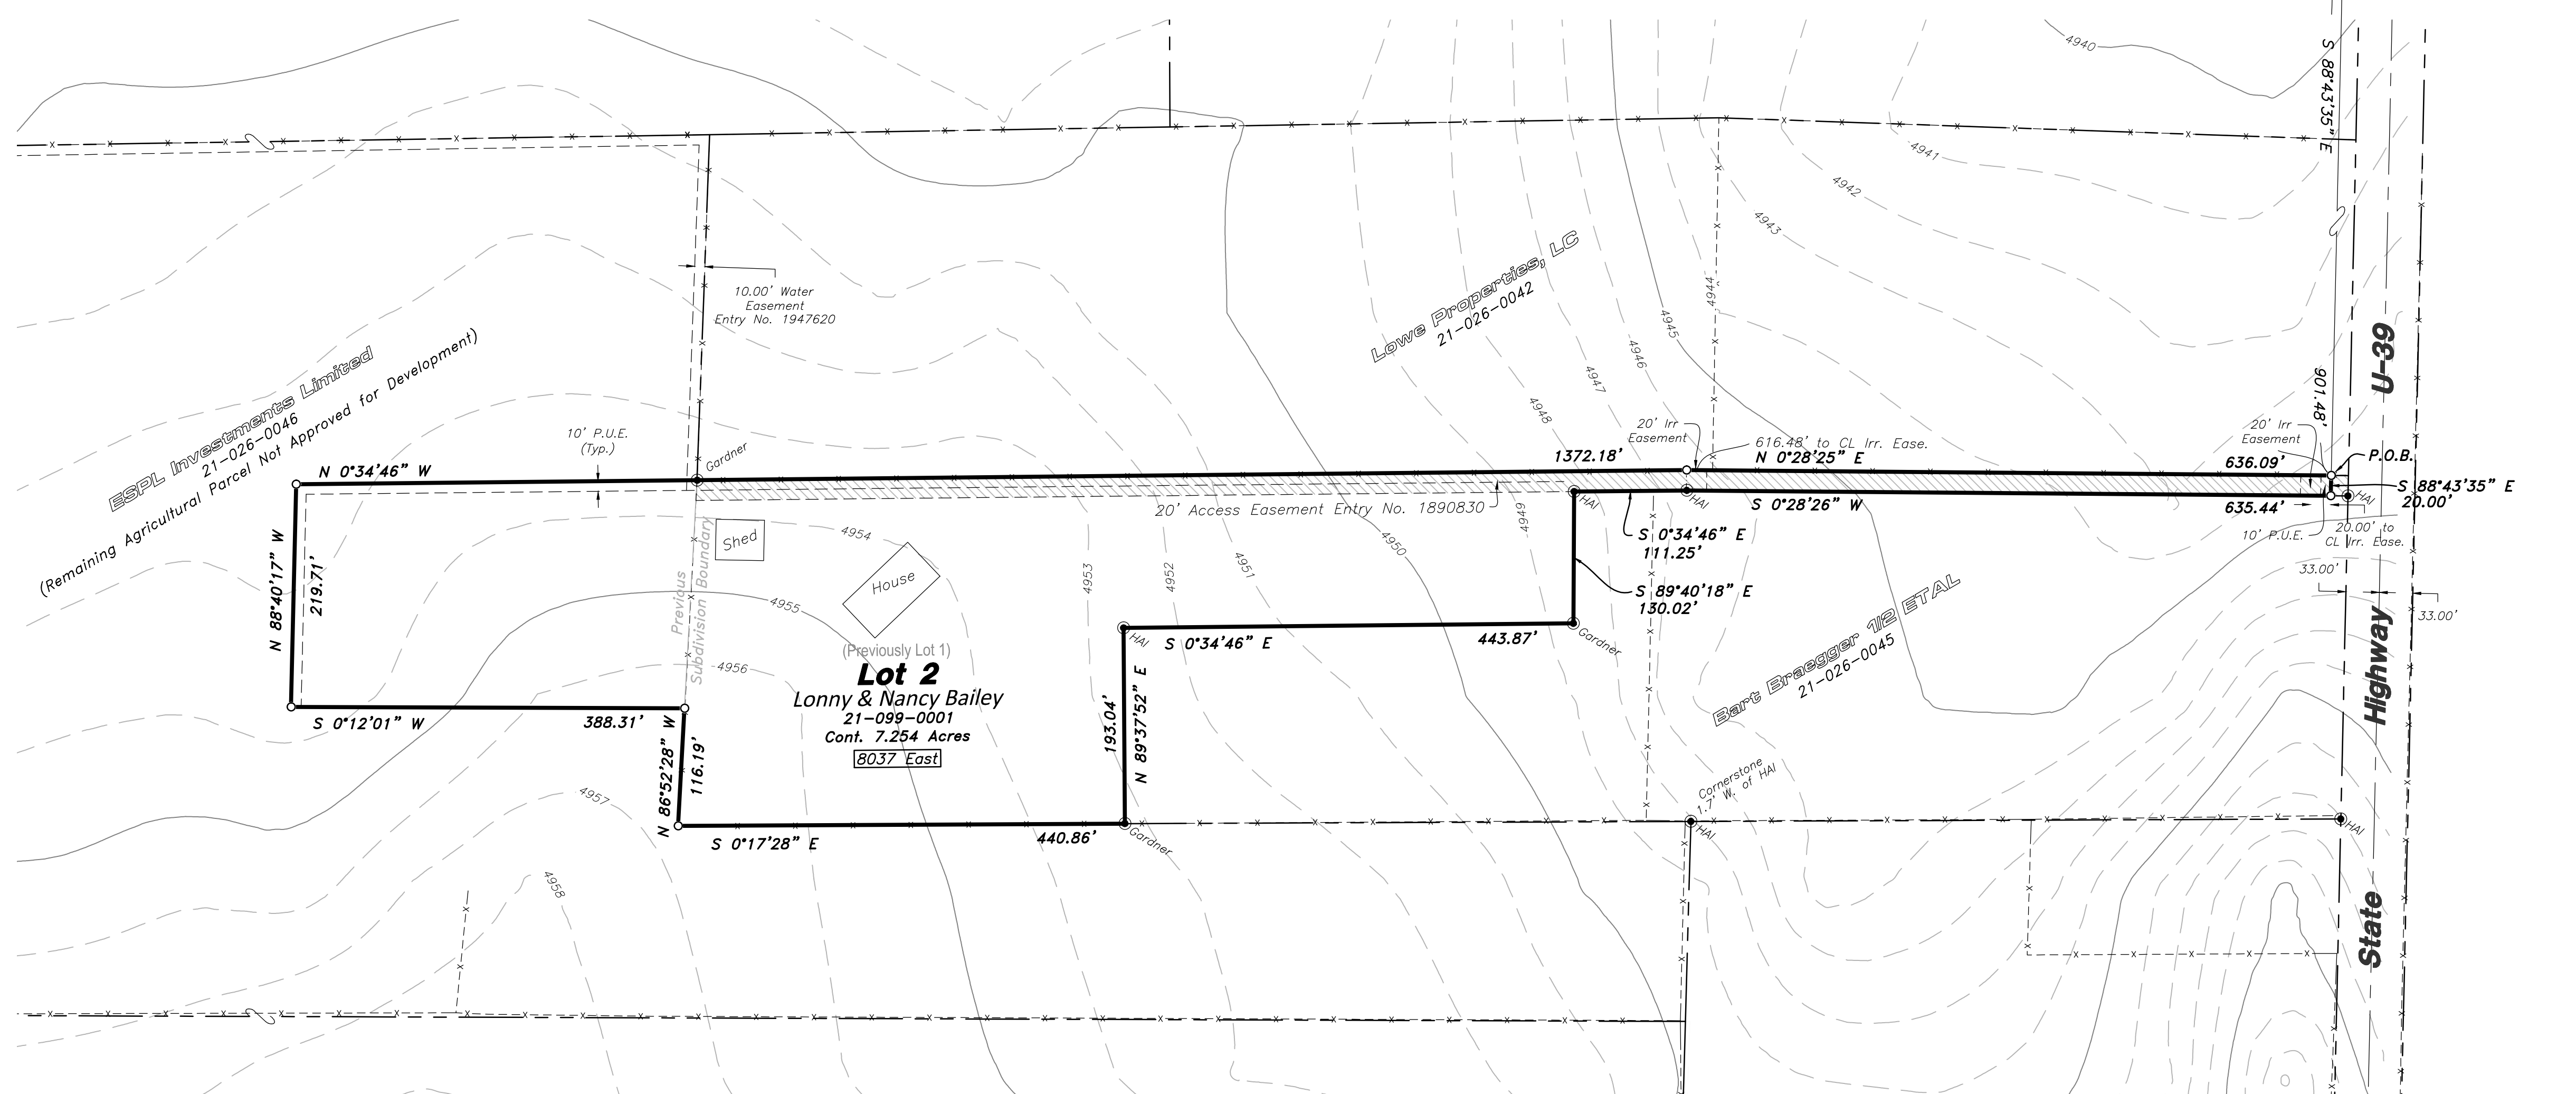 4940
S 88°43'35" E
4941
4942
4943
4944
4945
4946
4947
4948
10.00' Water
Easement
Entry No. 1947620
Lowe Properties, LC
21-026-0042
U-39
ESPL Investments Limited
21-026-0046
(Remaining Agricultural Parcel Not Approved for Development)
901.48'
10' P.U.E.
(Typ.)
Gardner
20' Irr
Easement
616.48' to CL Irr. Ease.
20' Irr
Easement
N 0°34'46" W
1372.18'
N 0°28'25" E
636.09'
P.O.B.
S 88°43'35" E
20.00'
HAI
20' Access Easement Entry No. 1890830
4949
HAI
HAI
S 0°28'26" W
635.44'
20.00' to
CL Irr. Ease.
10' P.U.E.
S 0°34'46" E
111.25'
S 89°40'18" E
130.02'
33.00'
33.00'
N 88°40'17" W
219.71'
Previous
Subdivision Boundary
Shed
House
4954
4955
4956
4953
4952
4951
4950
HAI
S 0°34'46" E
443.87'
Gardner
Bart Braegger 1/2 ETAL
21-026-0045
Highway
(Previously Lot 1)
Lot 2
Lonny & Nancy Bailey
21-099-0001
Cont. 7.254 Acres
8037 East
193.04'
N 89°37'52" E
S 0°12'01" W
388.31'
N 86°52'28" W
116.19'
4957
Cornerstone
1.7' W. of HAI
HAI
HAI
S 0°17'28" E
440.86'
Gardner
4958
State